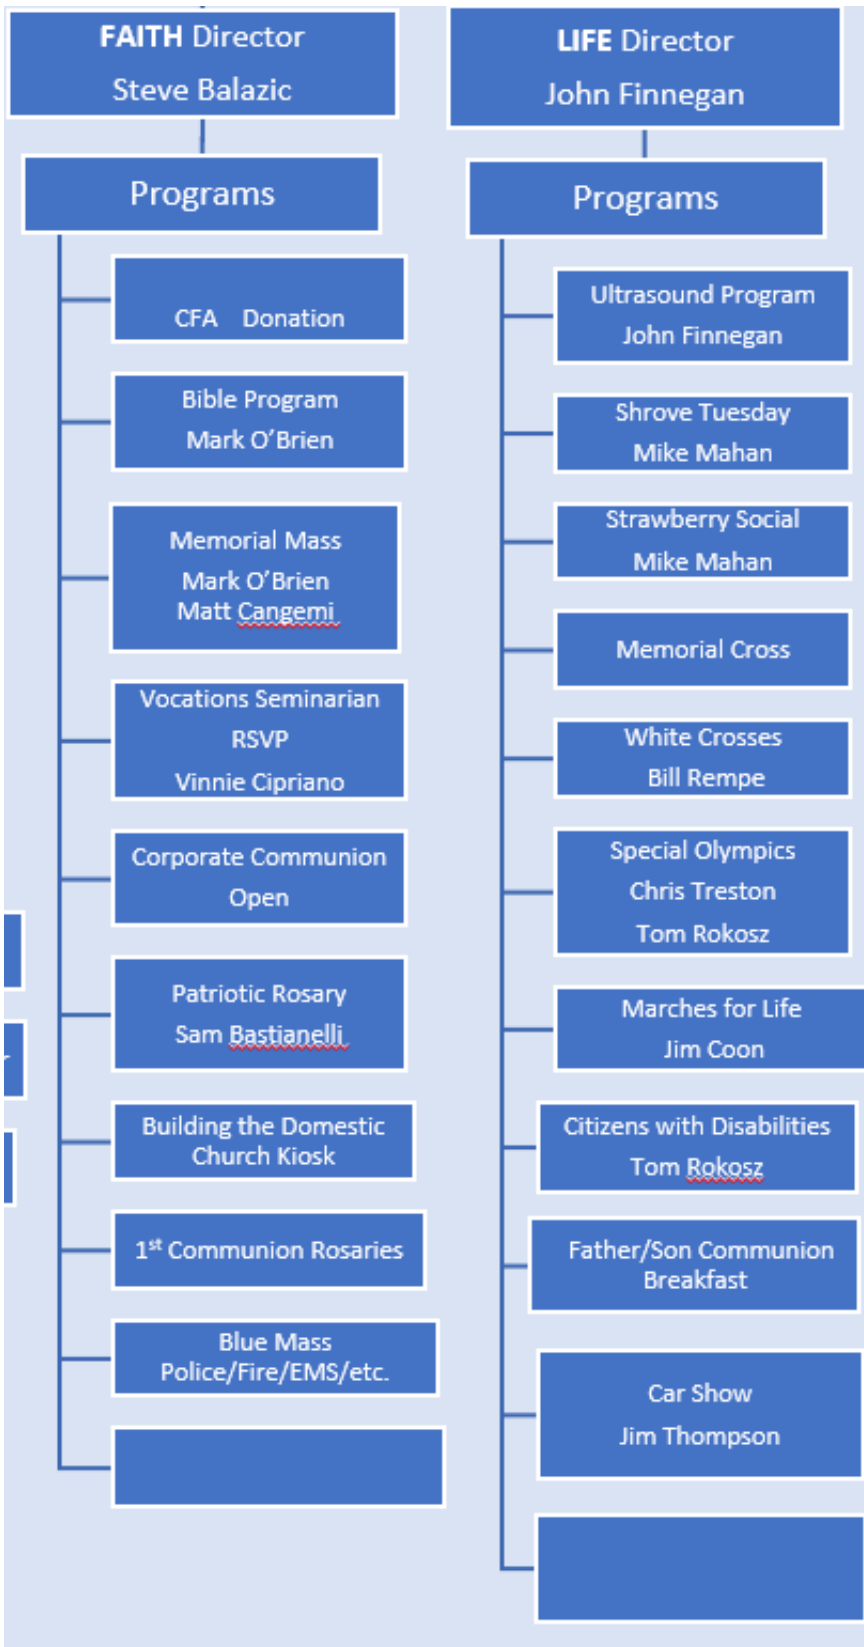 FAITH Director
Steve Balazic
Programs
CFA Donation
Bible Program
Mark O’Brien
Memorial Mass
Mark O’Brien
Matt Cangemi
Vocations Seminarian
RSVP
Vinnie Cipriano
Corporate Communion
Open
Patriotic Rosary
Sam Bastianelli
Building the Domestic
Church Kiosk
1st Communion Rosaries
Blue Mass
Police/Fire/EMS/etc.
LIFE Director
John Finnegan
Programs
Ultrasound Program
John Finnegan
Shrove Tuesday
Mike Mahan
Strawberry Social
Mike Mahan
Memorial Cross
White Crosses
Bill Rempe
Special Olympics
Chris Treston
Tom Rokosz
Marches for Life
Jim Coon
Citizens with Disabilities
Tom Rokosz
Father/Son Communion
Breakfast
Car Show
Jim Thompson